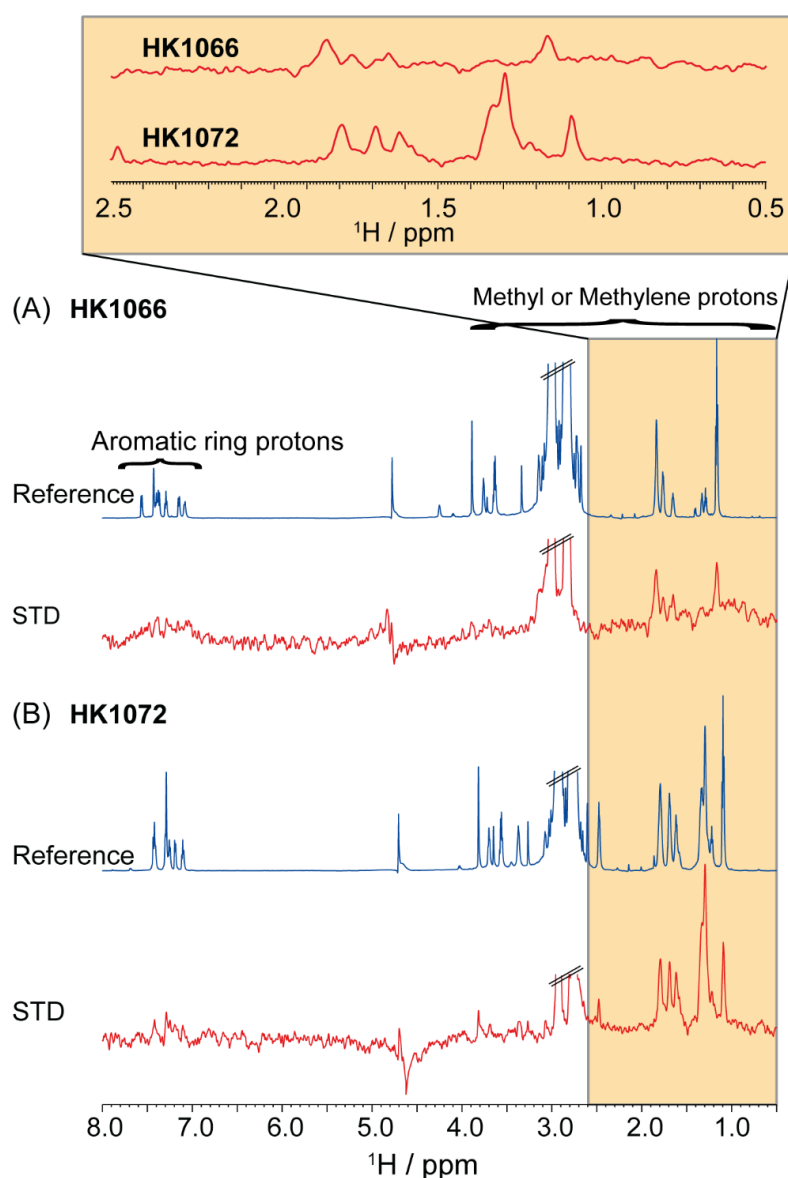 HK1066
HK1072
2.5 2.0 1.5 1.0 0.5
¹H / ppm
Methyl or Methylene protons
(A) HK1066
Aromatic ring protons
Reference
STD
(B) HK1072
Reference
STD
8.0 7.0 6.0 5.0 4.0 3.0 2.0 1.0
¹H / ppm